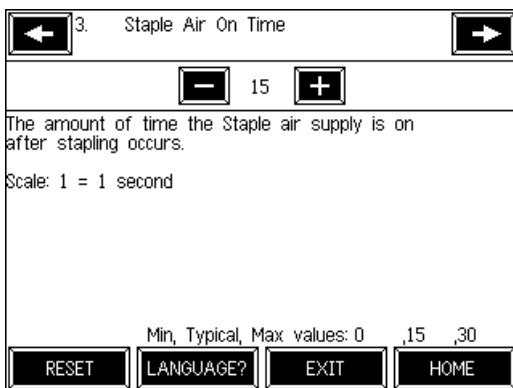 3. Staple Air On Time
15
The amount of time the Staple air supply is on
after stapling occurs.
Scale: 1 = 1 second
Min, Typical, Max values: 0 ,15 ,30
RESET LANGUAGE? EXIT HOME